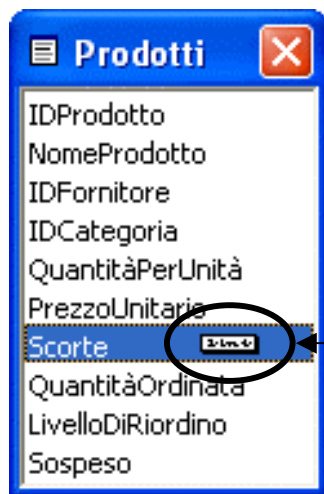 Prodotti
IDProdotto
NomeProdotto
IDFornitore
IDCategoria
QuantitàPerUnità
PrezzoUnitario
Scorte
QuantitàOrdinata
LivelloDiRiordino
Sospeso